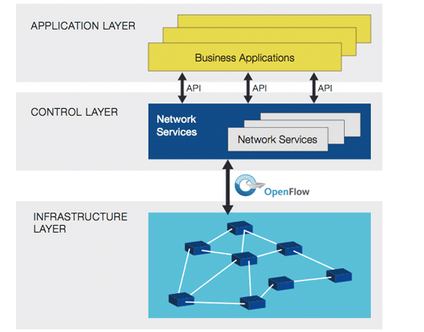 APPLICATION LAYER
Business Applications
API
API
API
CONTROL LAYER
Network
Services
Network Services
OpenFlow
INFRASTRUCTURE
LAYER